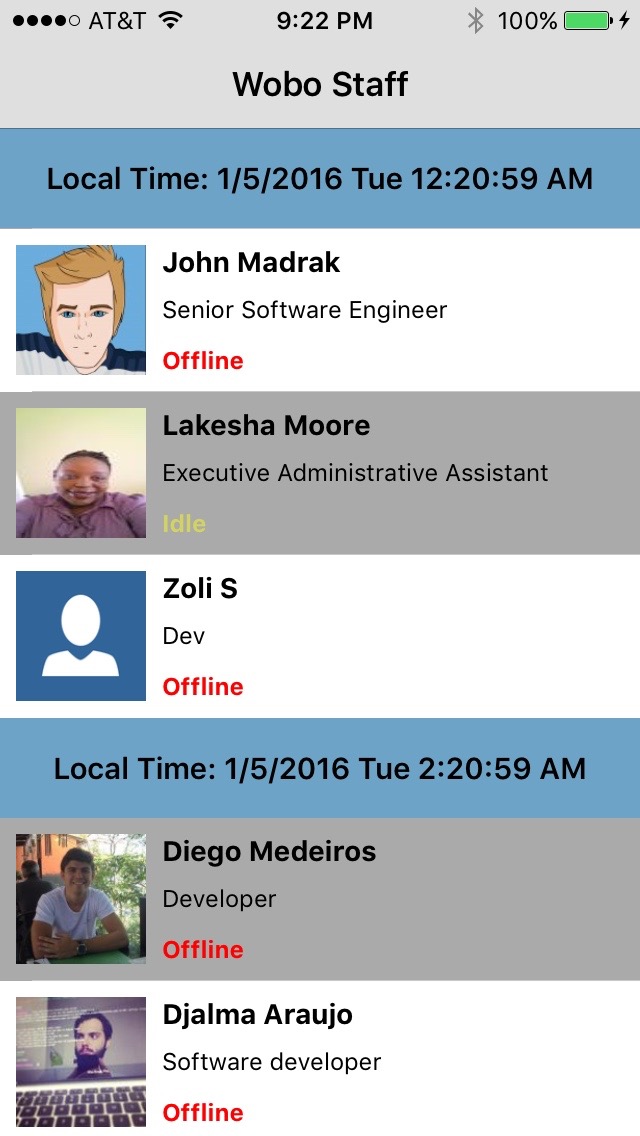 AT&T 9:22 PM 100%
Wobo Staff
Local Time: 1/5/2016 Tue 12:20:59 AM
John Madrak
Senior Software Engineer
Offline
Lakesha Moore
Executive Administrative Assistant
Idle
Zoli S
Dev
Offline
Local Time: 1/5/2016 Tue 2:20:59 AM
Diego Medeiros
Developer
Offline
Djalma Araujo
Software developer
Offline